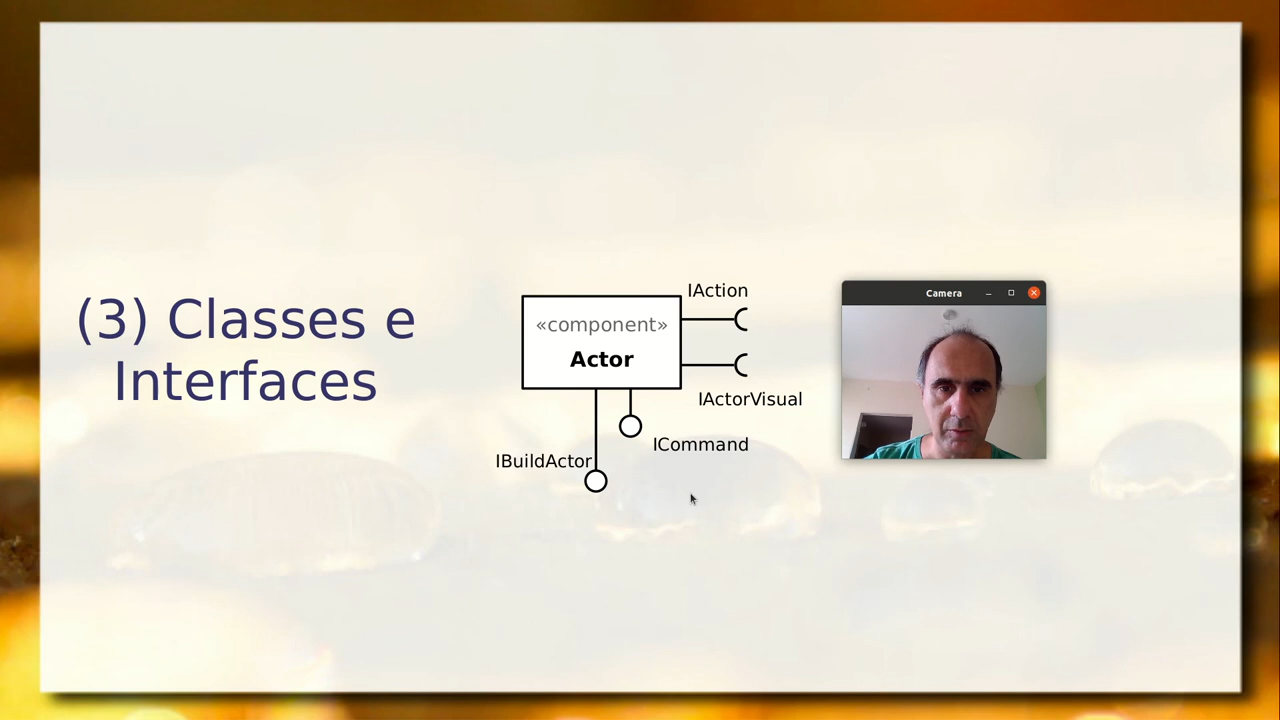 (3) Classes e
Interfaces
«component»
Actor
IAction
IActorVisual
ICommand
IBuildActor
Camera